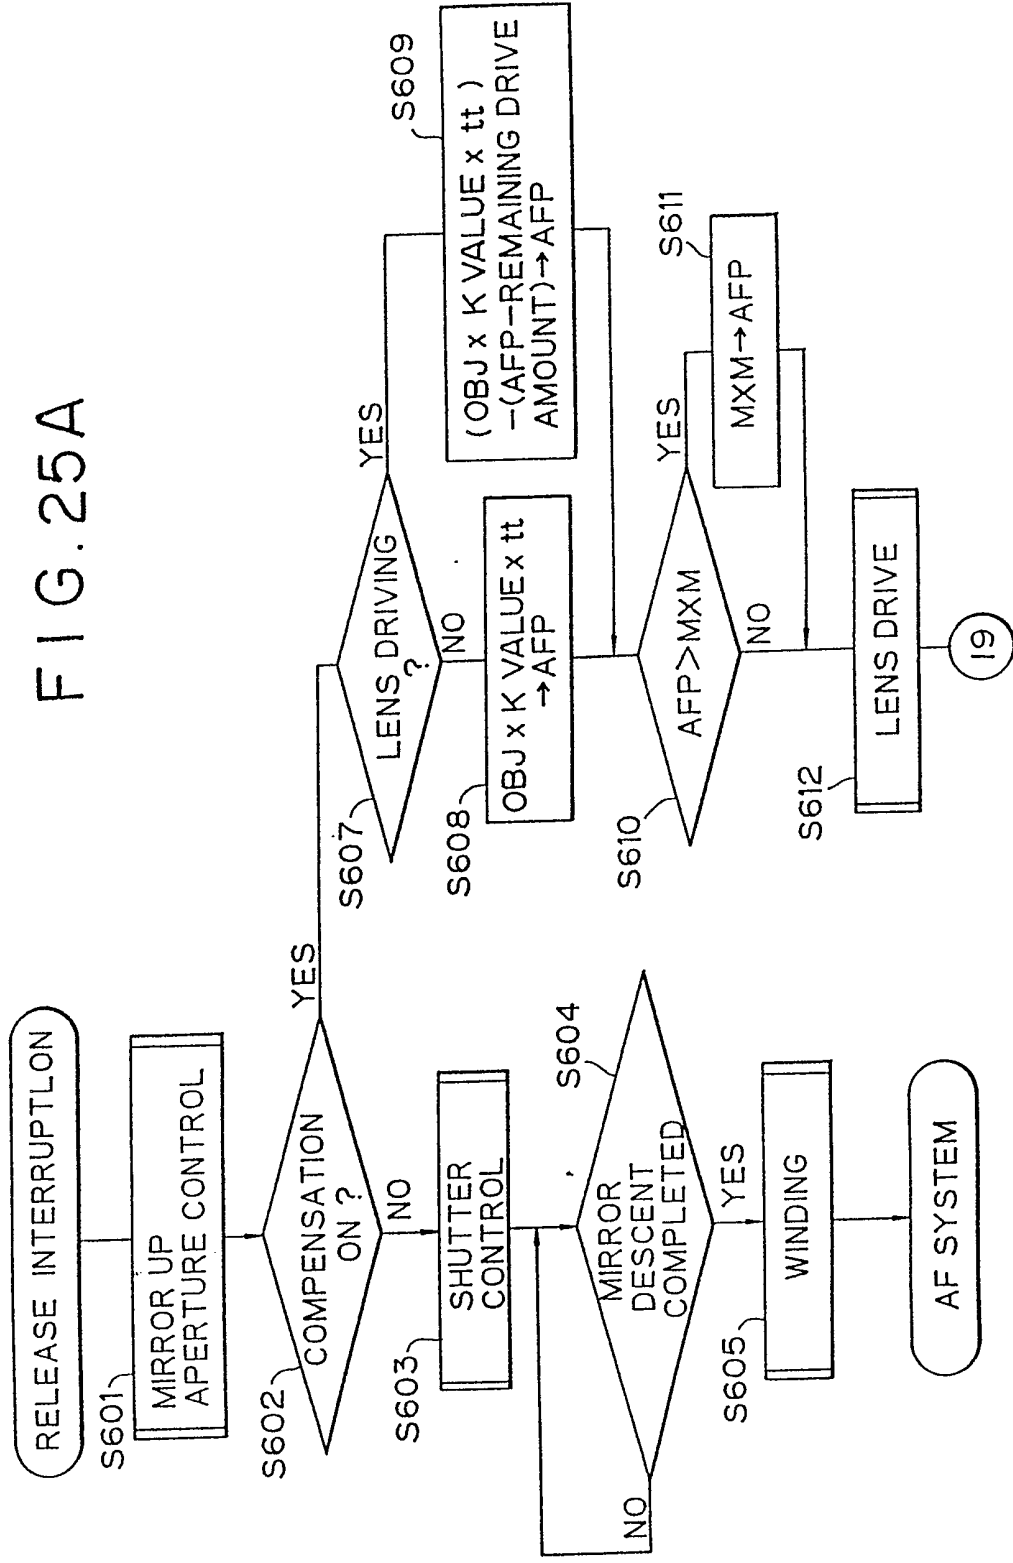 FIG.25A
RELEASE INTERRUPTION
S601
MIRROR UP
APERTURE CONTROL
S602
COMPENSATION
ON ?
YES
NO
S603
SHUTTER
CONTROL
S604
MIRROR
DESCENT
COMPLETED
NO
YES
S605
WINDING
AF SYSTEM
S607
LENS DRIVING
?
YES
NO
S608
OBJ x K VALUE x tt
→AFP
S609
(OBJ x K VALUE x tt )
-(AFP-REMAINING DRIVE
AMOUNT)→AFP
S610
AFP>MXM
YES
NO
S611
MXM→AFP
S612
LENS DRIVE
19